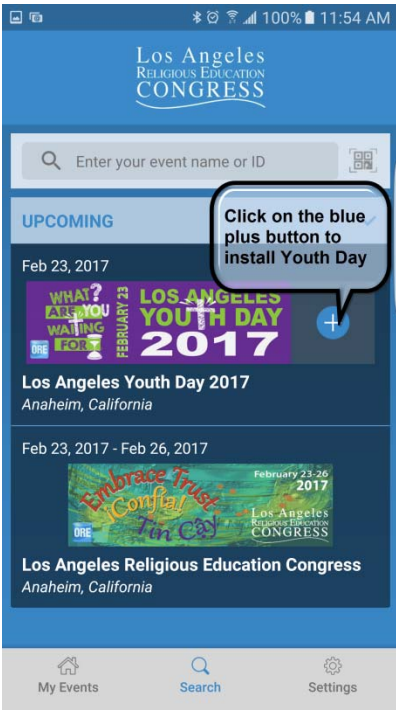 100% 11:54 AM
Los Angeles
RELIGIOUS EDUCATION
CONGRESS
Enter your event name or ID
UPCOMING
Click on the blue
plus button to
install Youth Day
Feb 23, 2017
WHAT?
ARE YOU
WAITING
FOR
ORE
FEBRUARY 23
LOS ANGELES
YOUTH DAY
2017
+
Los Angeles Youth Day 2017
Anaheim, California
Feb 23, 2017 - Feb 26, 2017
Embrace Trust
¡Confía!
Tin Cậy
ORE
February 23-26
2017
Los Angeles
RELIGIOUS EDUCATION
CONGRESS
Los Angeles Religious Education Congress
Anaheim, California
My Events
Search
Settings